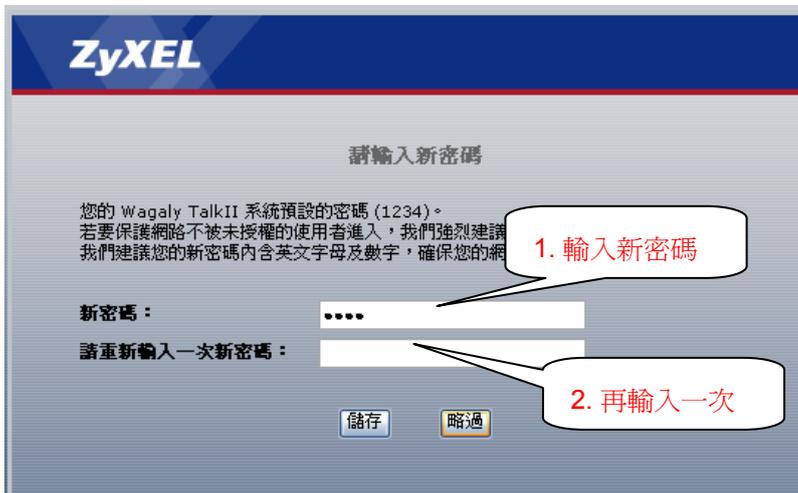 ZyXEL
請輸入新密碼
您的 Wagaly TalkII 系統預設的密碼 (1234)。
若要保護網路不被未授權的使用者進入，我們強烈建議
我們建議您的新密碼內含英文字母及數字，確保您的網
1. 輸入新密碼
新密碼：
請重新輸入一次新密碼：
2. 再輸入一次
儲存
略過